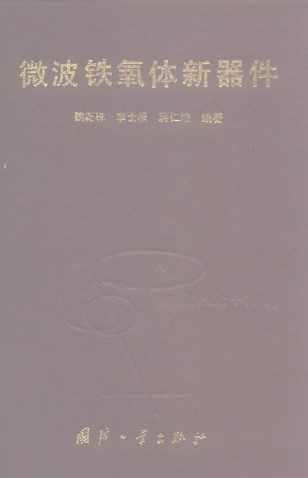 微波铁氧体新器件
魏克珠 李士根 蒋仁培 编著
国防工业出版社